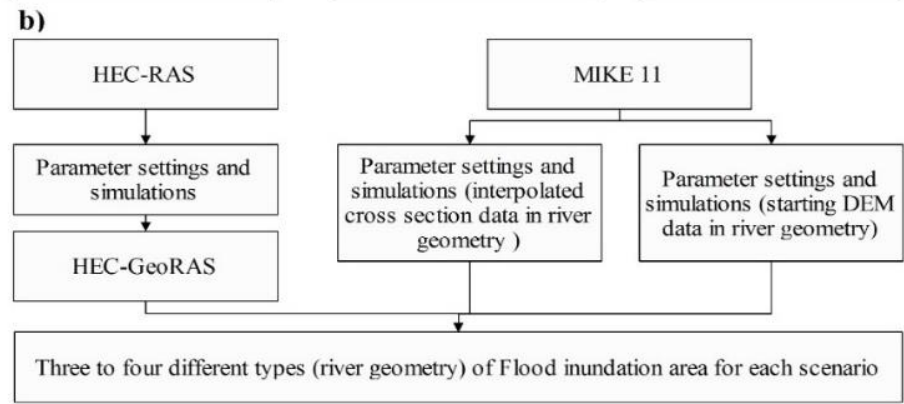 b)
HEC-RAS
MIKE 11
Parameter settings and
simulations
Parameter settings and
simulations (interpolated
cross section data in river
geometry )
Parameter settings and
simulations (starting DEM
data in river geometry)
HEC-GeoRAS
Three to four different types (river geometry) of Flood inundation area for each scenario